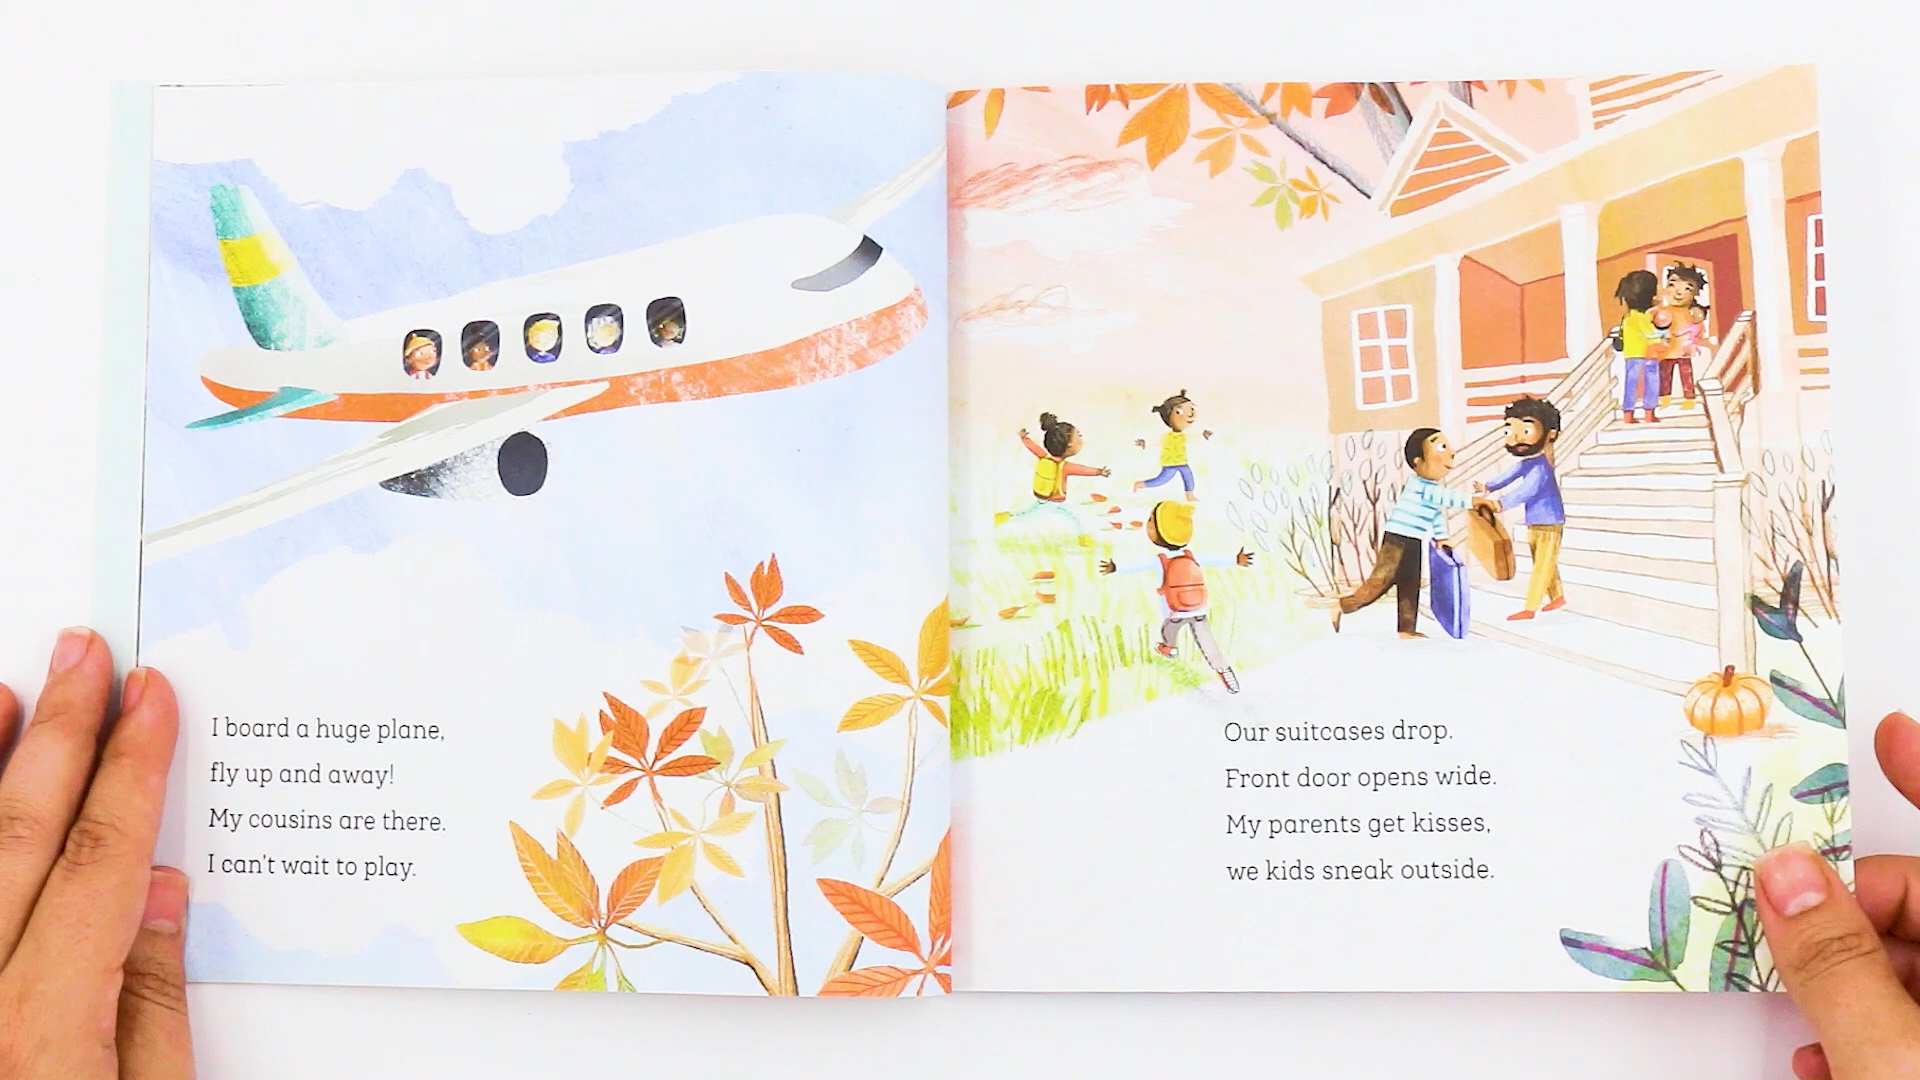 I board a huge plane,
fly up and away!
My cousins are there.
I can't wait to play.
Our suitcases drop.
Front door opens wide.
My parents get kisses,
we kids sneak outside.